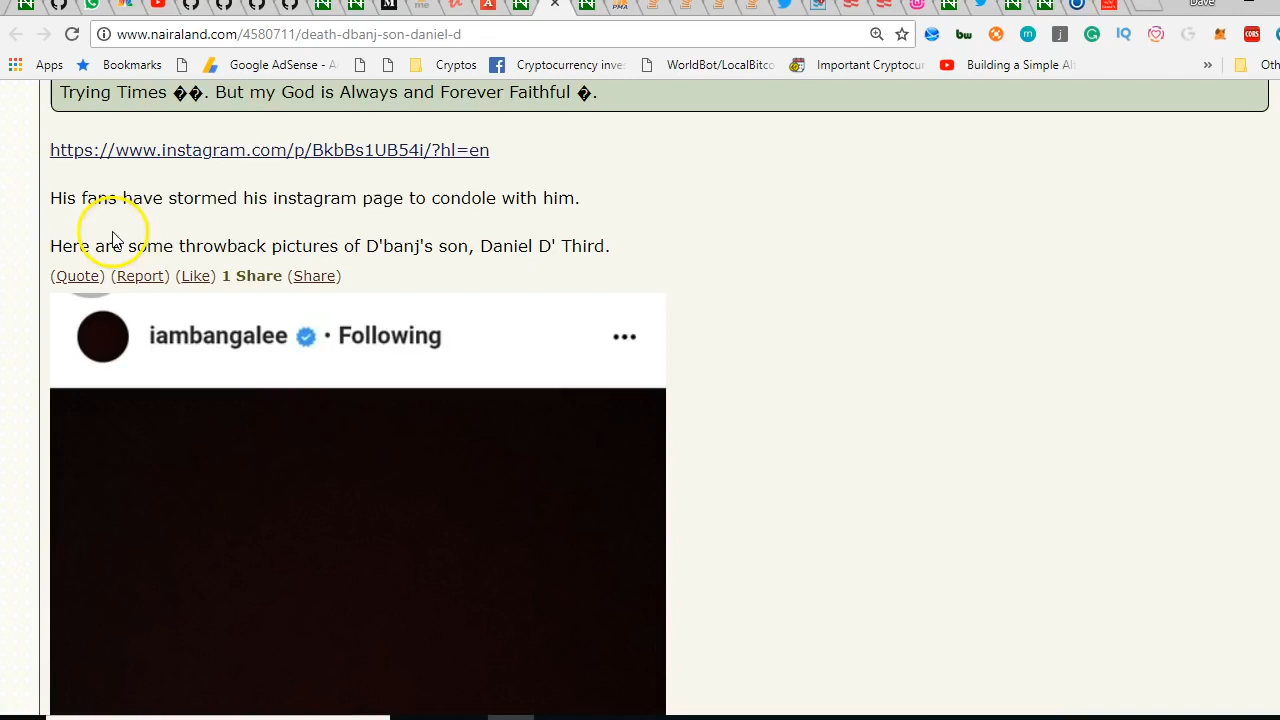 Dave
www.nairaland.com/4580711/death-dbanj-son-daniel-d
Apps Bookmarks Google AdSense - A Cryptos Cryptocurrency inve WorldBot/LocalBitco Important Cryptocur Building a Simple Al » Oth
Trying Times ��. But my God is Always and Forever Faithful �.
https://www.instagram.com/p/BkbBs1UB54i/?hl=en
His fans have stormed his instagram page to condole with him.
Here are some throwback pictures of D'banj's son, Daniel D' Third.
(Quote) (Report) (Like) 1 Share (Share)
iambangalee • Following